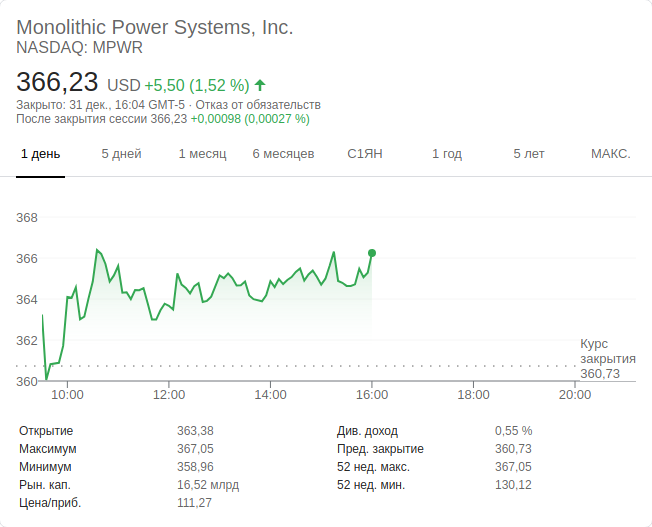 Monolithic Power Systems, Inc.
NASDAQ: MPWR
366,23 USD +5,50 (1,52 %)
Закрыто: 31 дек., 16:04 GMT-5 · Отказ от обязательств
После закрытия сессии 366,23 +0,00098 (0,00027 %)
1 день 5 дней 1 месяц 6 месяцев С1ЯН 1 год 5 лет МАКС.
368
366
364
362
360
Курс
закрытия
360,73
10:00 12:00 14:00 16:00 18:00 20:00
Открытие 363,38 Див. доход 0,55 %
Максимум 367,05 Пред. закрытие 360,73
Минимум 358,96 52 нед. макс. 367,05
Рын. кап. 16,52 млрд 52 нед. мин. 130,12
Цена/приб. 111,27